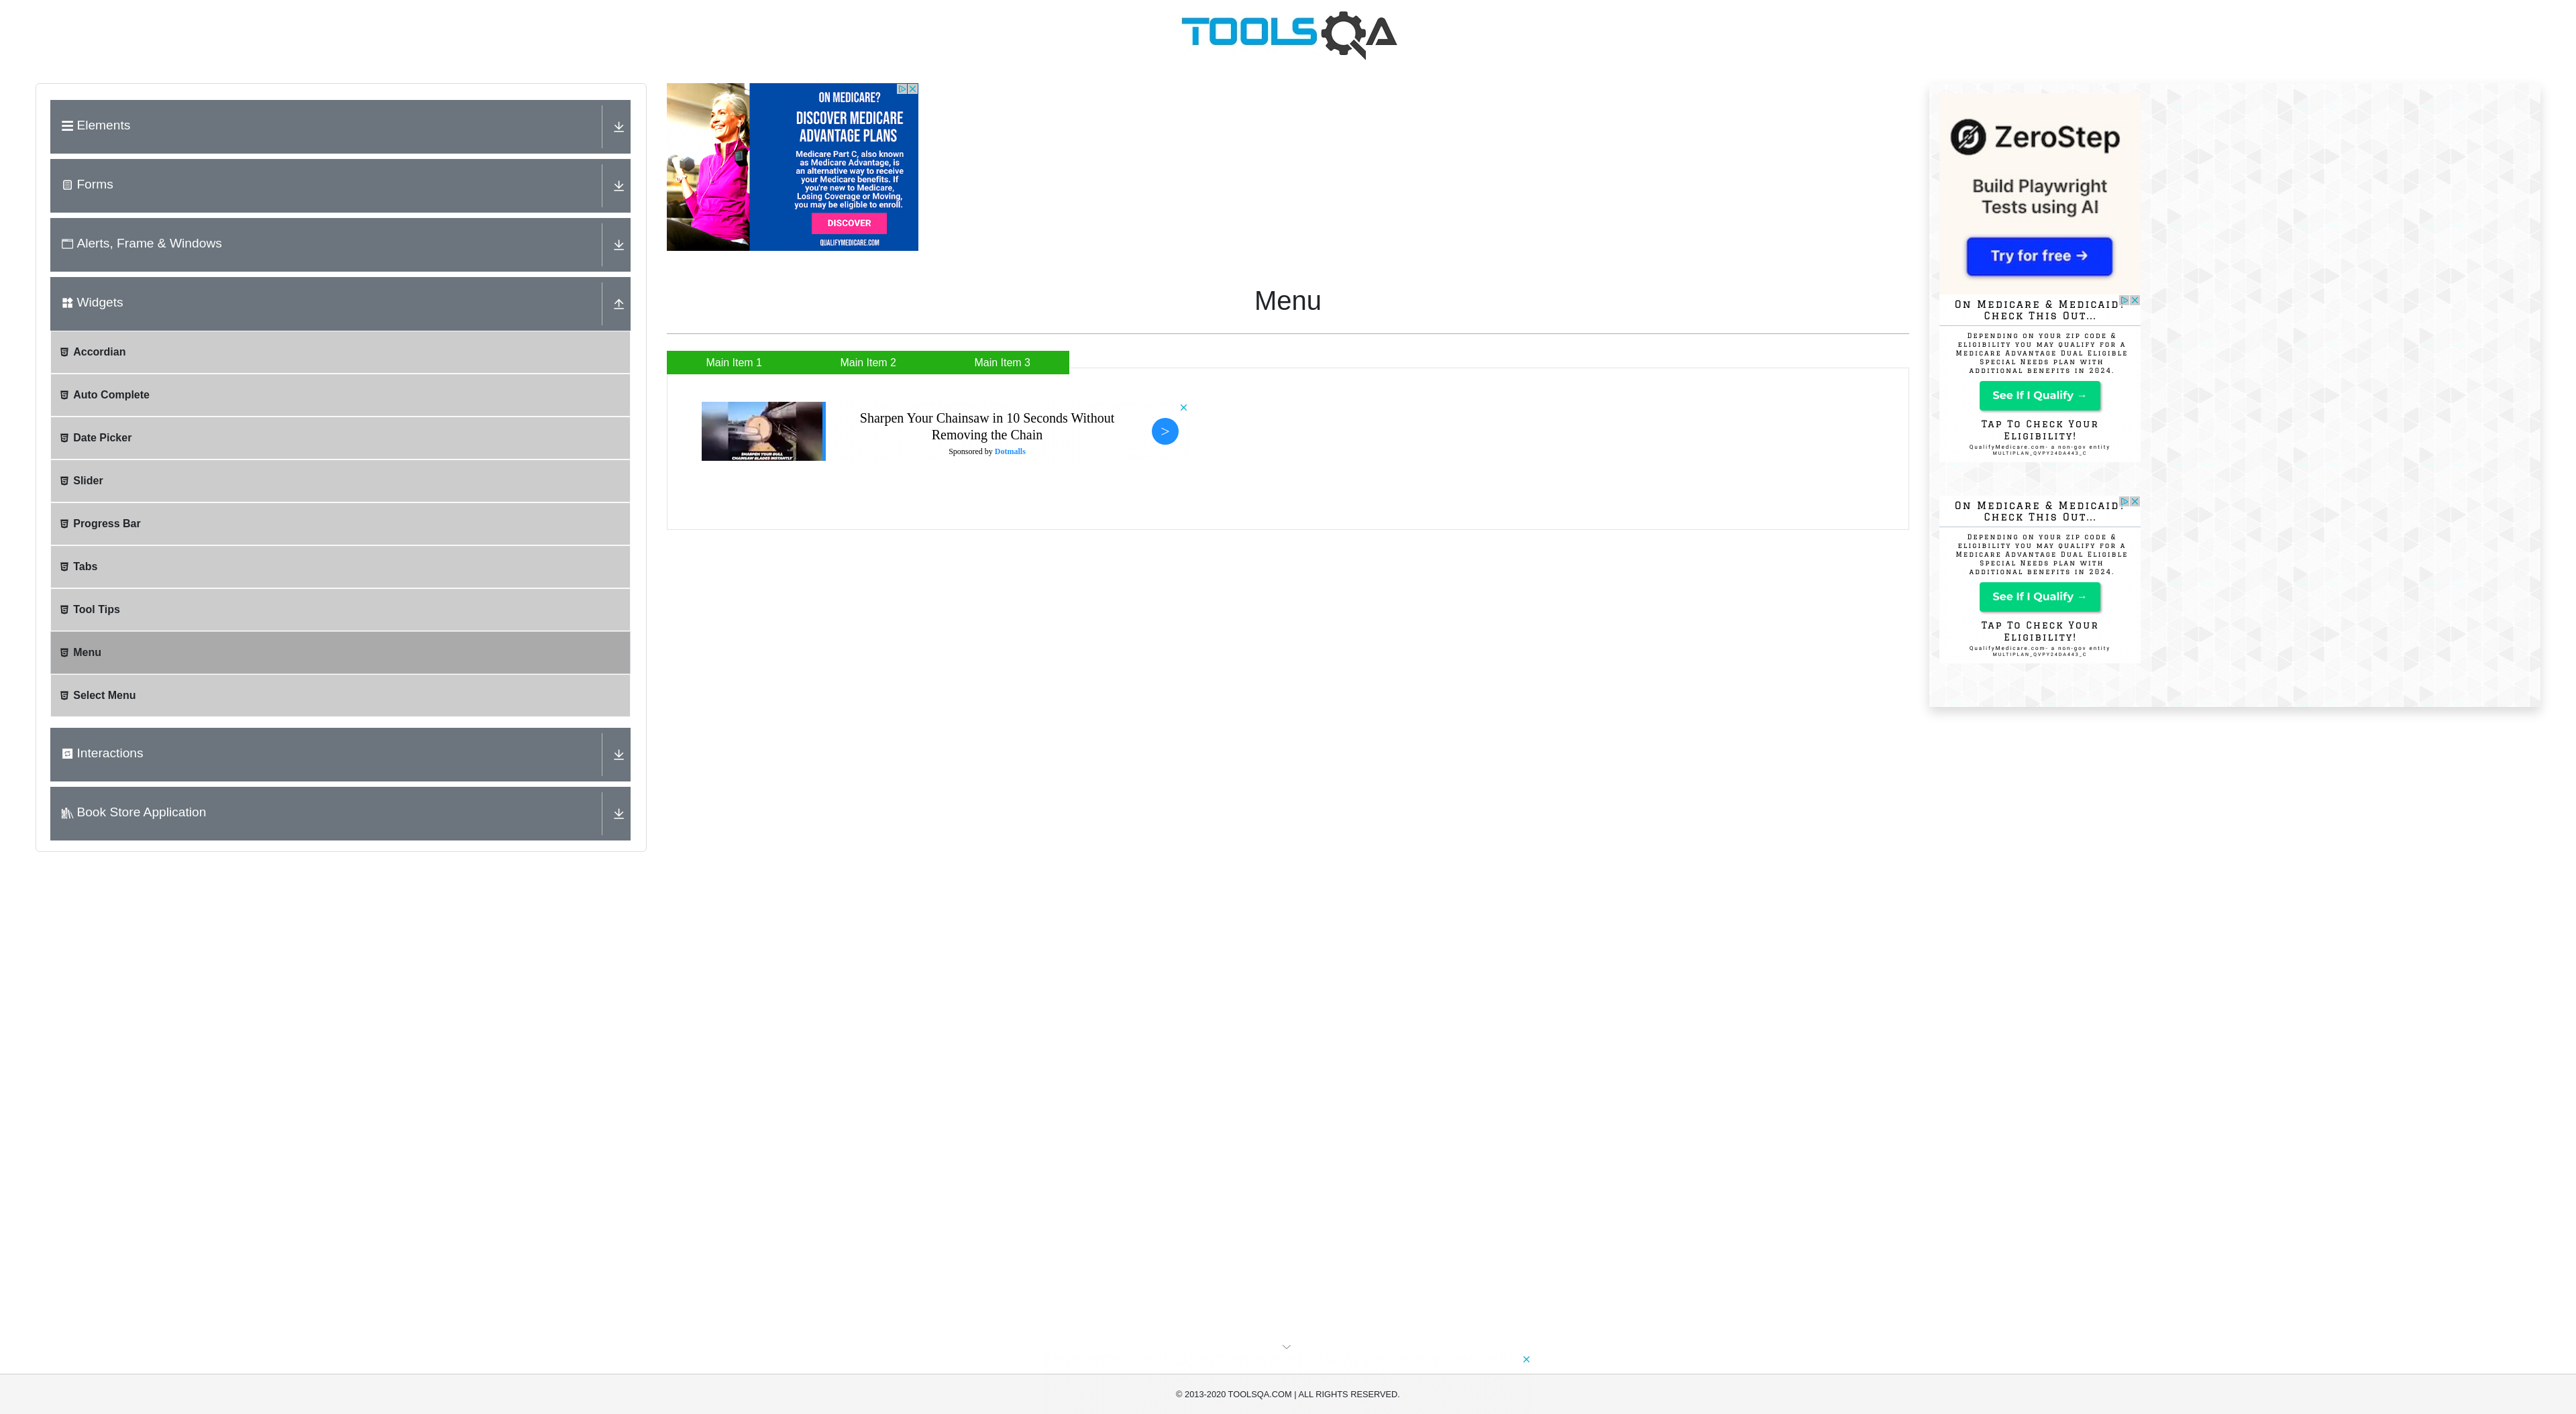 TOOLSQA
Elements
Forms
Alerts, Frame & Windows
Widgets
Accordian
Auto Complete
Date Picker
Slider
Progress Bar
Tabs
Tool Tips
Menu
Select Menu
Interactions
Book Store Application
ON MEDICARE?
DISCOVER MEDICARE
ADVANTAGE PLANS
Medicare Part C, also known
as Medicare Advantage, is
an alternative way to receive
your Medicare benefits. If
you're new to Medicare,
Losing Coverage or Moving,
you may be eligible to enroll.
DISCOVER
QUALIFYMEDICARE.COM
Menu
Main Item 1 Main Item 2 Main Item 3
SHARPEN YOUR DULL
CHAINSAW BLADES INSTANTLY
Sharpen Your Chainsaw in 10 Seconds Without
Removing the Chain
Sponsored by Dotmalls
>
ZeroStep
Build Playwright
Tests using AI
Try for free →
On Medicare & Medicaid?
Check This Out...
Depending on your zip code &
eligibility you may qualify for a
Medicare Advantage Dual Eligible
Special Needs plan with
additional benefits in 2024.
See If I Qualify →
Tap To Check Your
Eligibility!
QualifyMedicare.com- a non-gov entity
MULTIPLAN_QVPY24DA443_C
On Medicare & Medicaid?
Check This Out...
Depending on your zip code &
eligibility you may qualify for a
Medicare Advantage Dual Eligible
Special Needs plan with
additional benefits in 2024.
See If I Qualify →
Tap To Check Your
Eligibility!
QualifyMedicare.com- a non-gov entity
MULTIPLAN_QVPY24DA443_C
© 2013-2020 TOOLSQA.COM | ALL RIGHTS RESERVED.